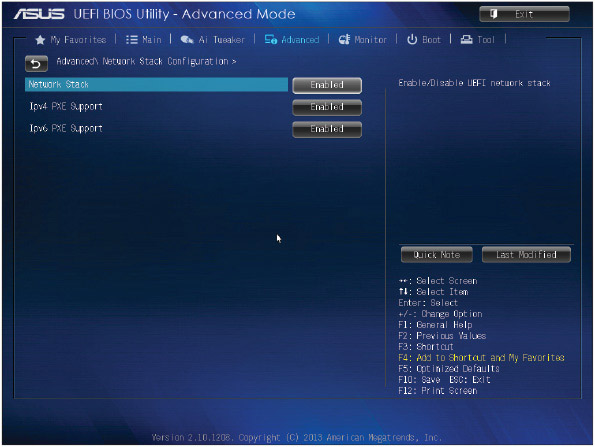 ASUS UEFI BIOS Utility - Advanced Mode
Exit
My Favorites Main Ai Tweaker Advanced Monitor Boot Tool
Advanced\ Network Stack Configuration >
Network Stack Enabled
Ipv4 PXE Support Enabled
Ipv6 PXE Support Enabled
Enable/Disable UEFI network stack
Quick Note Last Modified
→←: Select Screen
↑↓: Select Item
Enter: Select
+/-: Change Option
F1: General Help
F2: Previous Values
F3: Shortcut
F4: Add to Shortcut and My Favorites
F5: Optimized Defaults
F10: Save ESC: Exit
F12: Print Screen
Version 2.10.1208. Copyright (C) 2013 American Megatrends, Inc.